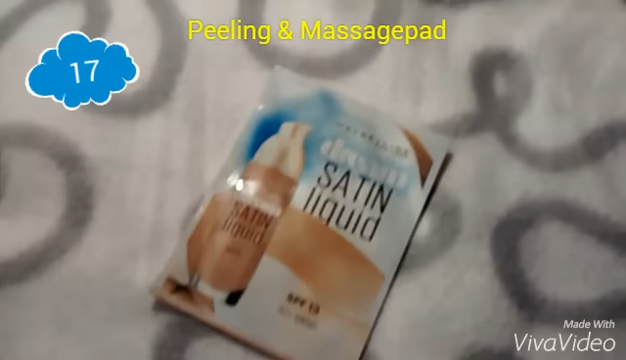 Peeling & Massagepad
17
MAYBELLINE
dream
SATIN
liquid
SATIN
liquid
SPF 13
Made With
VivaVideo